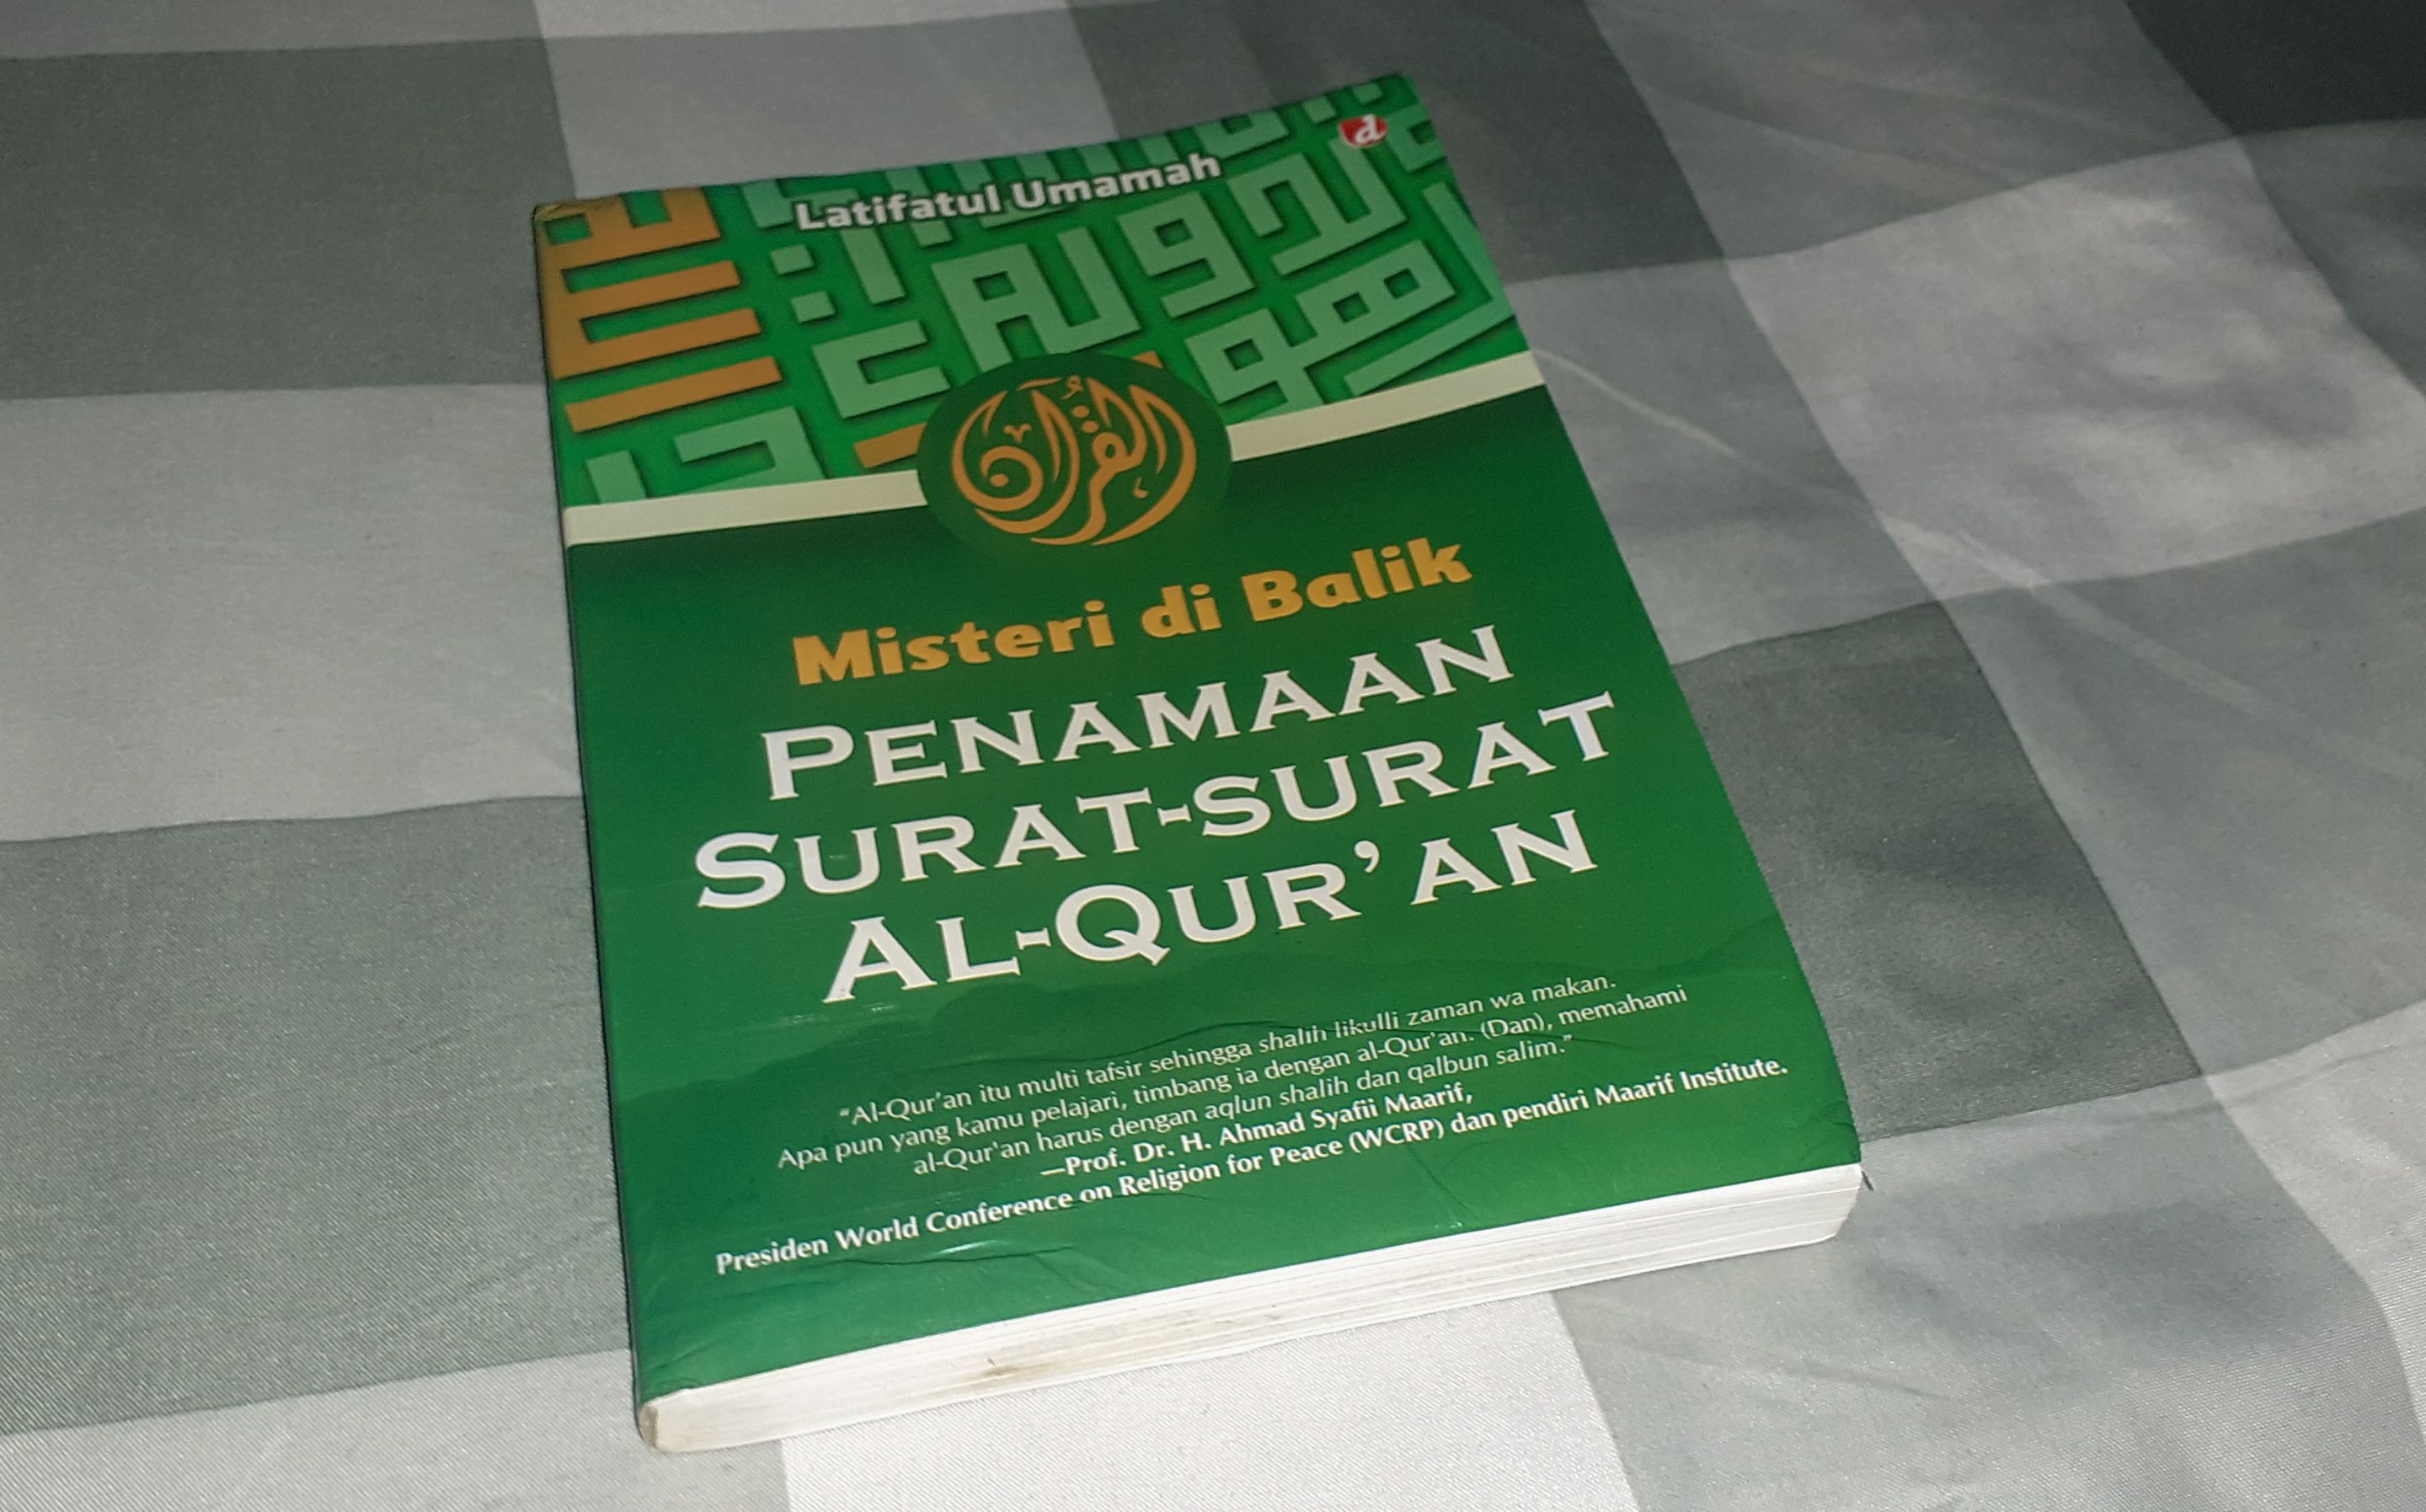 Latifatul Umamah
d
القرآن
Misteri di Balik
PENAMAAN
SURAT-SURAT
AL-QUR'AN
“Al-Qur'an itu multi tafsir sehingga shalih likulli zaman wa makan.
Apa pun yang kamu pelajari, timbang ia dengan al-Qur'an. (Dan), memahami
al-Qur'an harus dengan aqlun shalih dan qalbun salim.”
—Prof. Dr. H. Ahmad Syafii Maarif,
Presiden World Conference on Religion for Peace (WCRP) dan pendiri Maarif Institute.